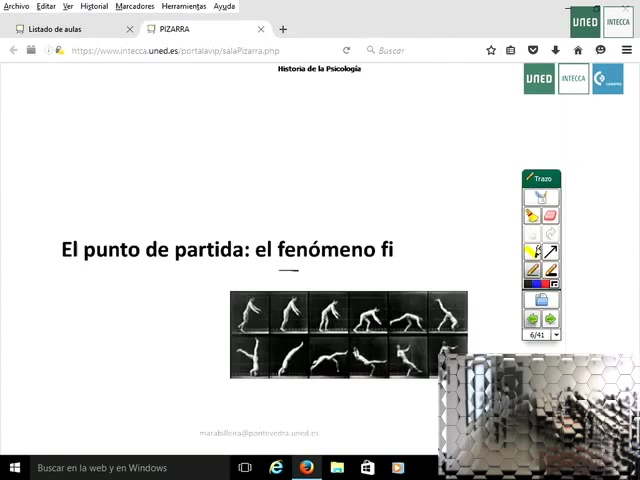 Archivo Editar Ver Historial Marcadores Herramientas Ayuda
Listado de aulas
PIZARRA
https://www.intecca.uned.es/portalavip/salaPizarra.php
Buscar
UNED
INTECCA
Historia de la Psicología
UNED
INTECCA
Trazo
El punto de partida: el fenómeno fi
6/41
marabilleira@pontevedra.uned.es
Buscar en la web y en Windows